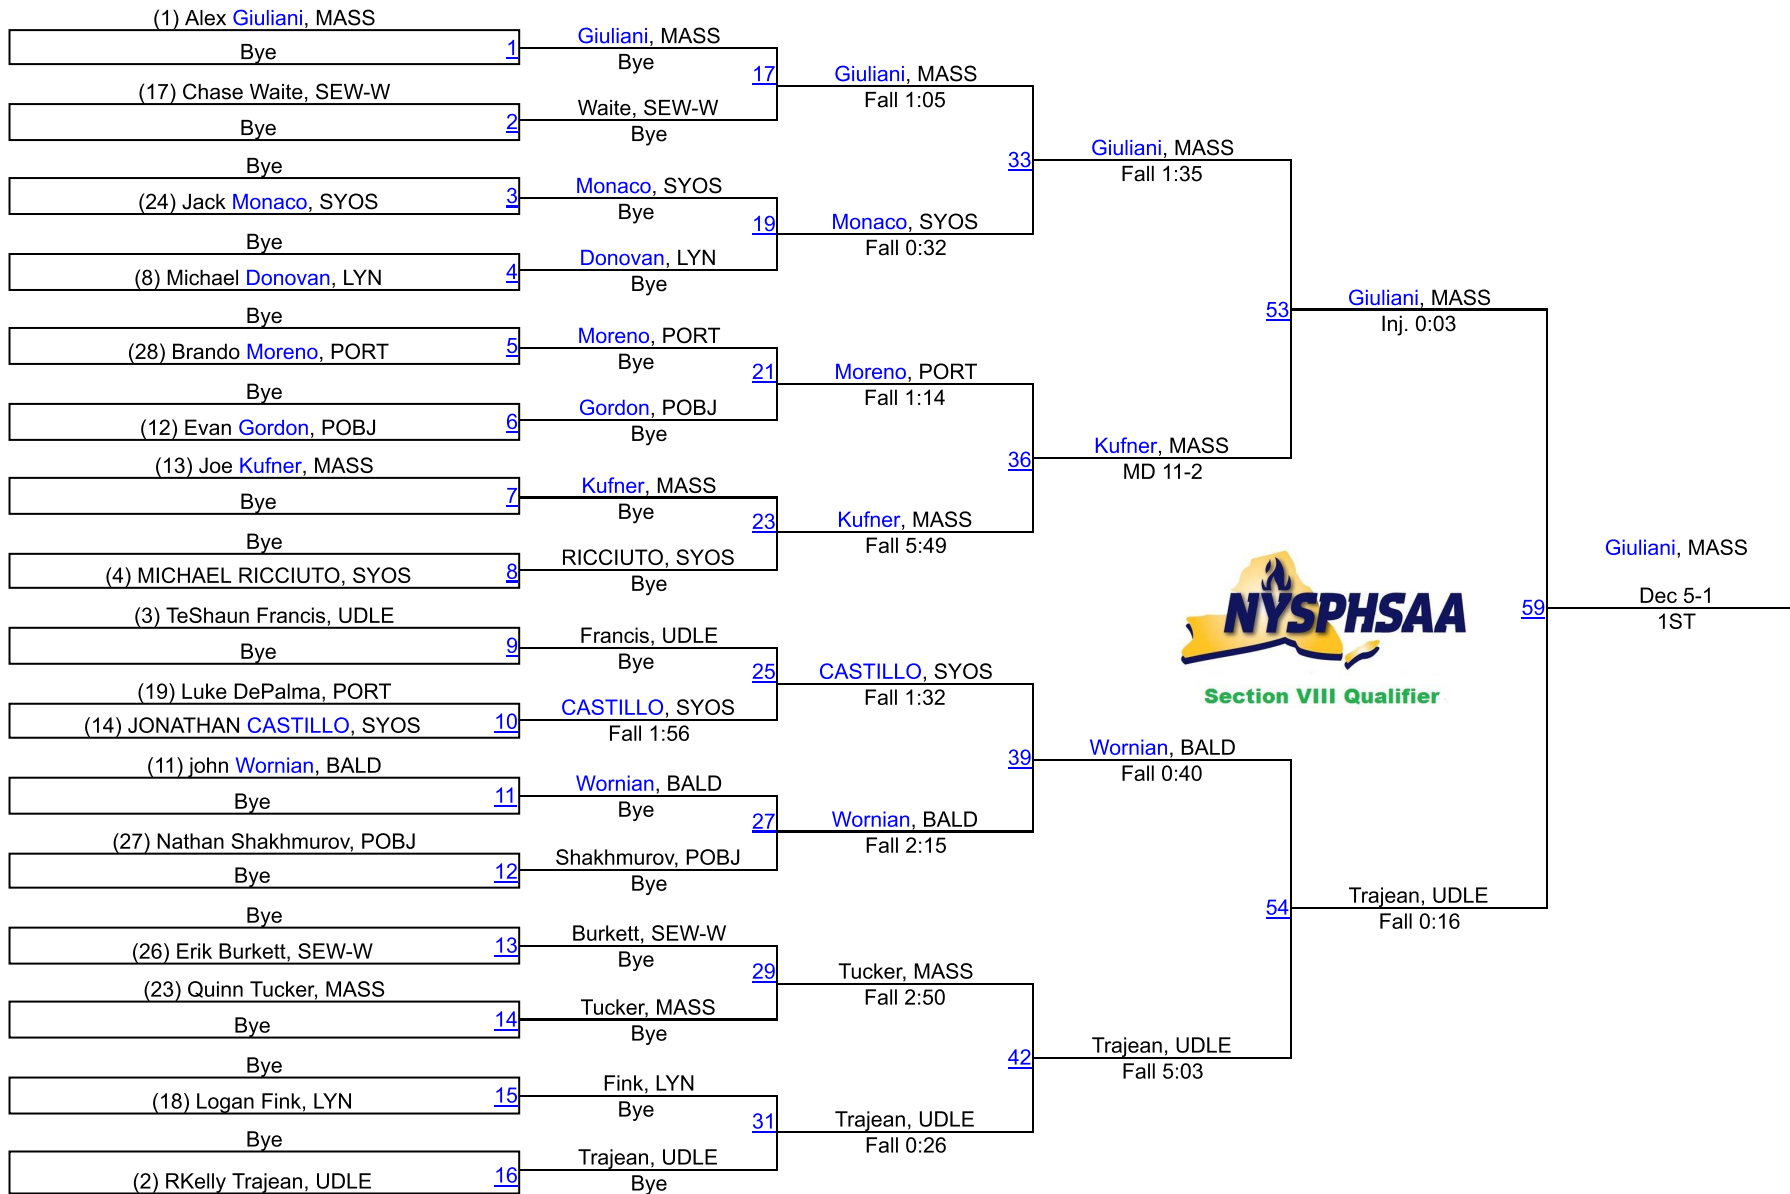 (1) Alex Giuliani, MASS
Bye
1
(17) Chase Waite, SEW-W
Bye
2
Bye
(24) Jack Monaco, SYOS
3
Bye
(8) Michael Donovan, LYN
4
Bye
(28) Brando Moreno, PORT
5
Bye
(12) Evan Gordon, POBJ
6
(13) Joe Kufner, MASS
Bye
7
Bye
(4) MICHAEL RICCIUTO, SYOS
8
(3) TeShaun Francis, UDLE
Bye
9
(19) Luke DePalma, PORT
(14) JONATHAN CASTILLO, SYOS
10
(11) john Wornian, BALD
Bye
11
(27) Nathan Shakhmurov, POBJ
Bye
12
Bye
(26) Erik Burkett, SEW-W
13
(23) Quinn Tucker, MASS
Bye
14
Bye
(18) Logan Fink, LYN
15
Bye
(2) RKelly Trajean, UDLE
16
Giuliani, MASS
Bye
17
Waite, SEW-W
Bye
Monaco, SYOS
Bye
19
Donovan, LYN
Bye
Moreno, PORT
Bye
21
Gordon, POBJ
Bye
Kufner, MASS
Bye
23
RICCIUTO, SYOS
Bye
Francis, UDLE
Bye
25
CASTILLO, SYOS
Fall 1:56
Wornian, BALD
Bye
27
Shakhmurov, POBJ
Bye
Burkett, SEW-W
Bye
29
Tucker, MASS
Bye
Fink, LYN
Bye
31
Trajean, UDLE
Bye
Giuliani, MASS
Fall 1:05
33
Monaco, SYOS
Fall 0:32
Moreno, PORT
Fall 1:14
36
Kufner, MASS
Fall 5:49
CASTILLO, SYOS
Fall 1:32
39
Wornian, BALD
Fall 2:15
Tucker, MASS
Fall 2:50
42
Trajean, UDLE
Fall 0:26
Giuliani, MASS
Fall 1:35
53
Kufner, MASS
MD 11-2
NYSPHSAA
Section VIII Qualifier
Wornian, BALD
Fall 0:40
54
Trajean, UDLE
Fall 5:03
Giuliani, MASS
Inj. 0:03
59
Trajean, UDLE
Fall 0:16
Giuliani, MASS
Dec 5-1
1ST